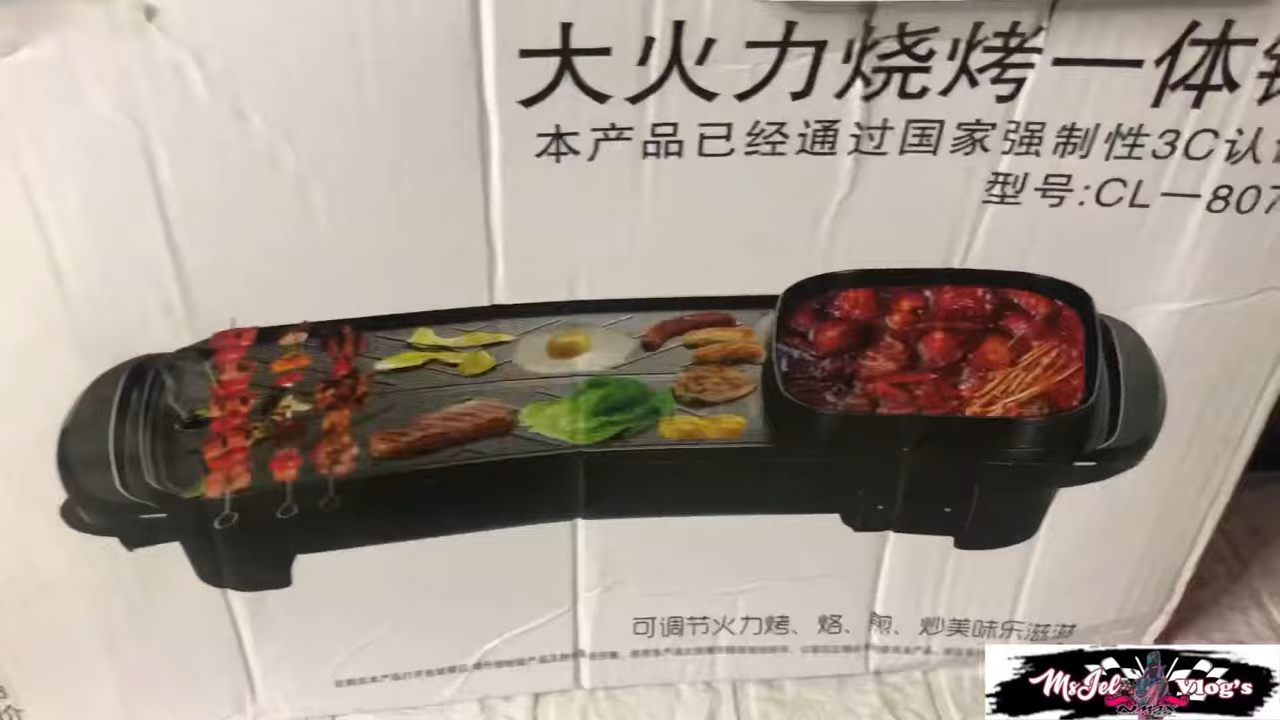 大火力烧烤一体
本产品已经通过国家强制性3C认
型号:CL—807
可调节火力烤、烙、煎、炒美味乐滋滋
MsJel Vlog's